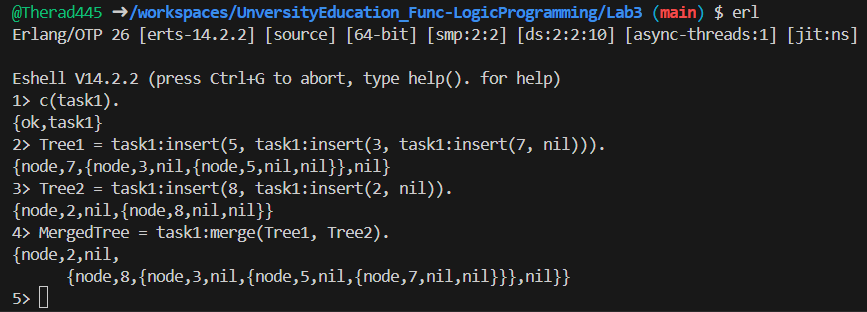 @Therad445 ➜/workspaces/UnversityEducation_Func-LogicProgramming/Lab3 (main) $ erl
Erlang/OTP 26 [erts-14.2.2] [source] [64-bit] [smp:2:2] [ds:2:2:10] [async-threads:1] [jit:ns]
Eshell V14.2.2 (press Ctrl+G to abort, type help(). for help)
1> c(task1).
{ok,task1}
2> Tree1 = task1:insert(5, task1:insert(3, task1:insert(7, nil))).
{node,7,{node,3,nil,{node,5,nil,nil}},nil}
3> Tree2 = task1:insert(8, task1:insert(2, nil)).
{node,2,nil,{node,8,nil,nil}}
4> MergedTree = task1:merge(Tree1, Tree2).
{node,2,nil,
{node,8,{node,3,nil,{node,5,nil,{node,7,nil,nil}}},nil}}
5>